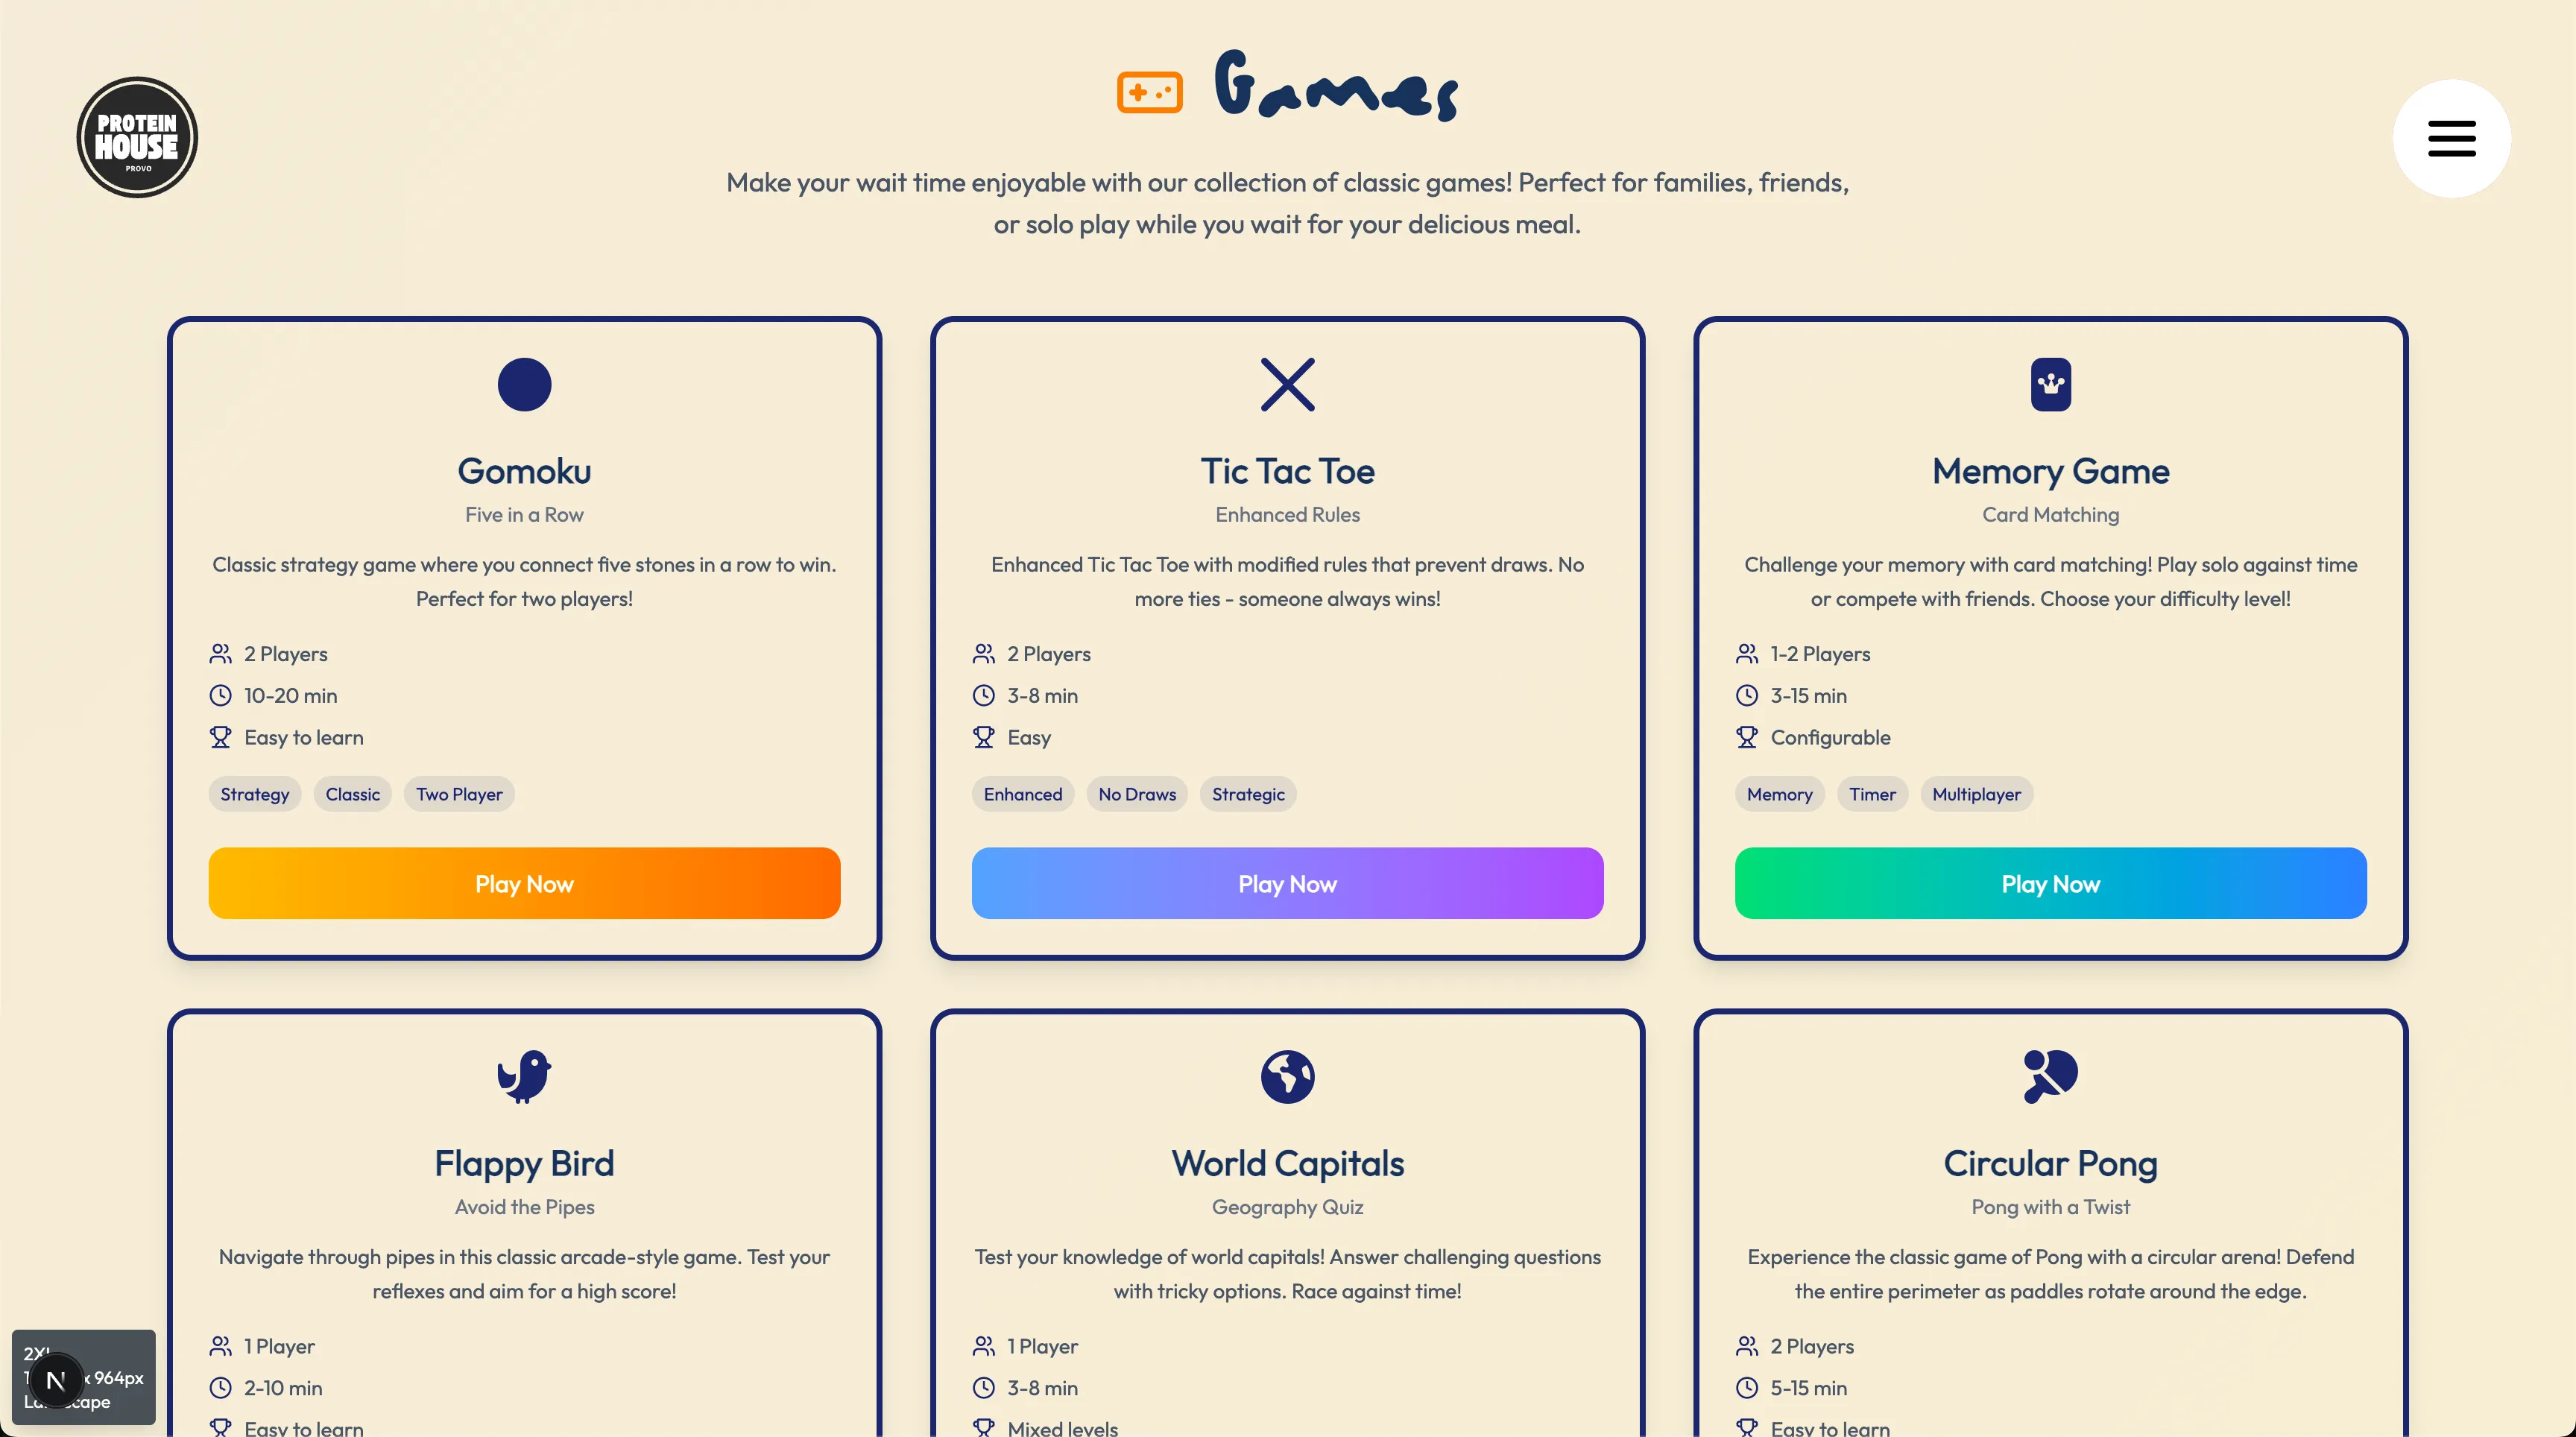 PROTEIN
HOUSE
PROVO
Games
Make your wait time enjoyable with our collection of classic games! Perfect for families, friends,
or solo play while you wait for your delicious meal.
Gomoku
Five in a Row
Classic strategy game where you connect five stones in a row to win.
Perfect for two players!
2 Players
10-20 min
Easy to learn
Strategy Classic Two Player
Play Now
Tic Tac Toe
Enhanced Rules
Enhanced Tic Tac Toe with modified rules that prevent draws. No
more ties - someone always wins!
2 Players
3-8 min
Easy
Enhanced No Draws Strategic
Play Now
Memory Game
Card Matching
Challenge your memory with card matching! Play solo against time
or compete with friends. Choose your difficulty level!
1-2 Players
3-15 min
Configurable
Memory Timer Multiplayer
Play Now
Flappy Bird
Avoid the Pipes
Navigate through pipes in this classic arcade-style game. Test your
reflexes and aim for a high score!
1 Player
2-10 min
Easy to learn
World Capitals
Geography Quiz
Test your knowledge of world capitals! Answer challenging questions
with tricky options. Race against time!
1 Player
3-8 min
Mixed levels
Circular Pong
Pong with a Twist
Experience the classic game of Pong with a circular arena! Defend
the entire perimeter as paddles rotate around the edge.
2 Players
5-15 min
Easy to learn
x 964px
N